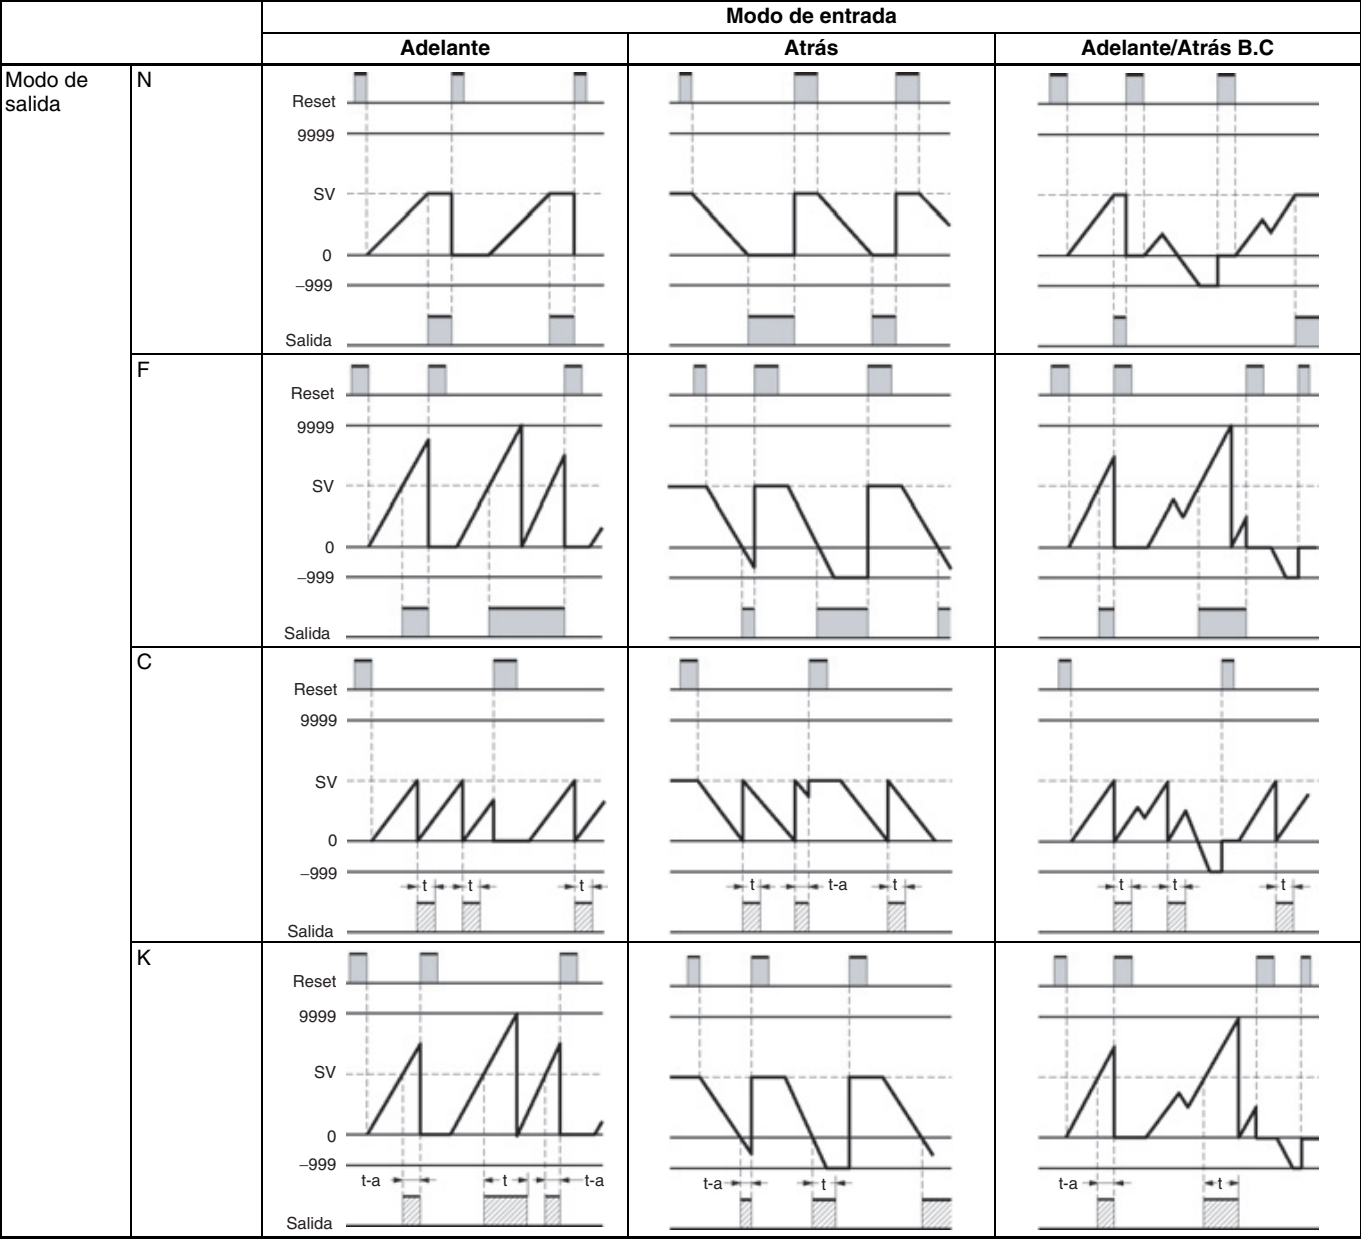 Modo de entrada
Adelante
Atrás
Adelante/Atrás B.C
Modo de
salida
N
Reset
9999
SV
0
–999
Salida
F
Reset
9999
SV
0
–999
Salida
C
Reset
9999
SV
0
–999
t t t
t t-a t
t t t
Salida
K
Reset
9999
SV
0
–999
t-a t t-a
t-a t
t-a t
Salida